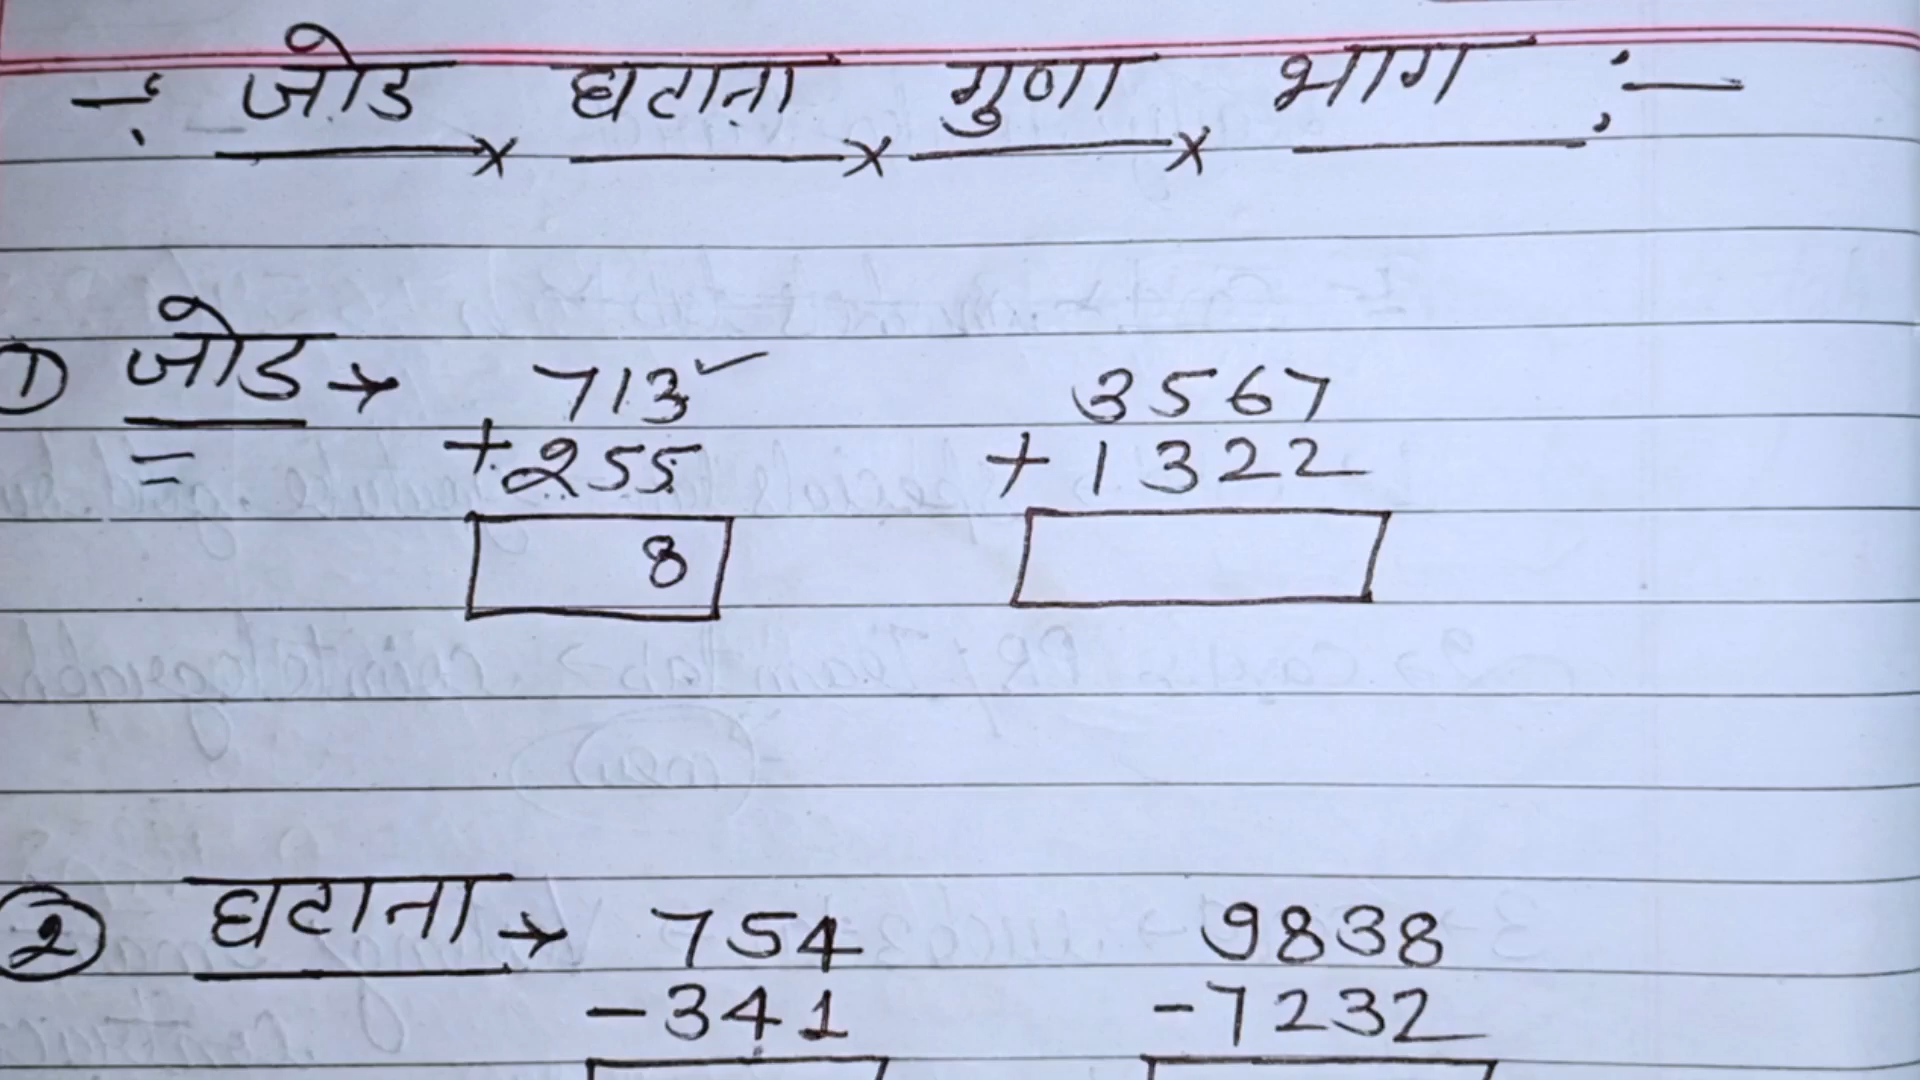 -: जोड़ × घटाना × गुणा × भाग :-
① जोड → 713✓ 3567
= +255 +1322
8
② घटाना → 754 9838
-341 -7232